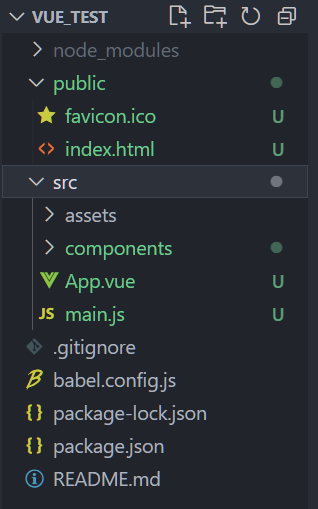 VUE_TEST
node_modules
public
favicon.ico U
<> index.html U
src
assets
components
App.vue U
JS main.js U
.gitignore
babel.config.js
{} package-lock.json
{} package.json
README.md